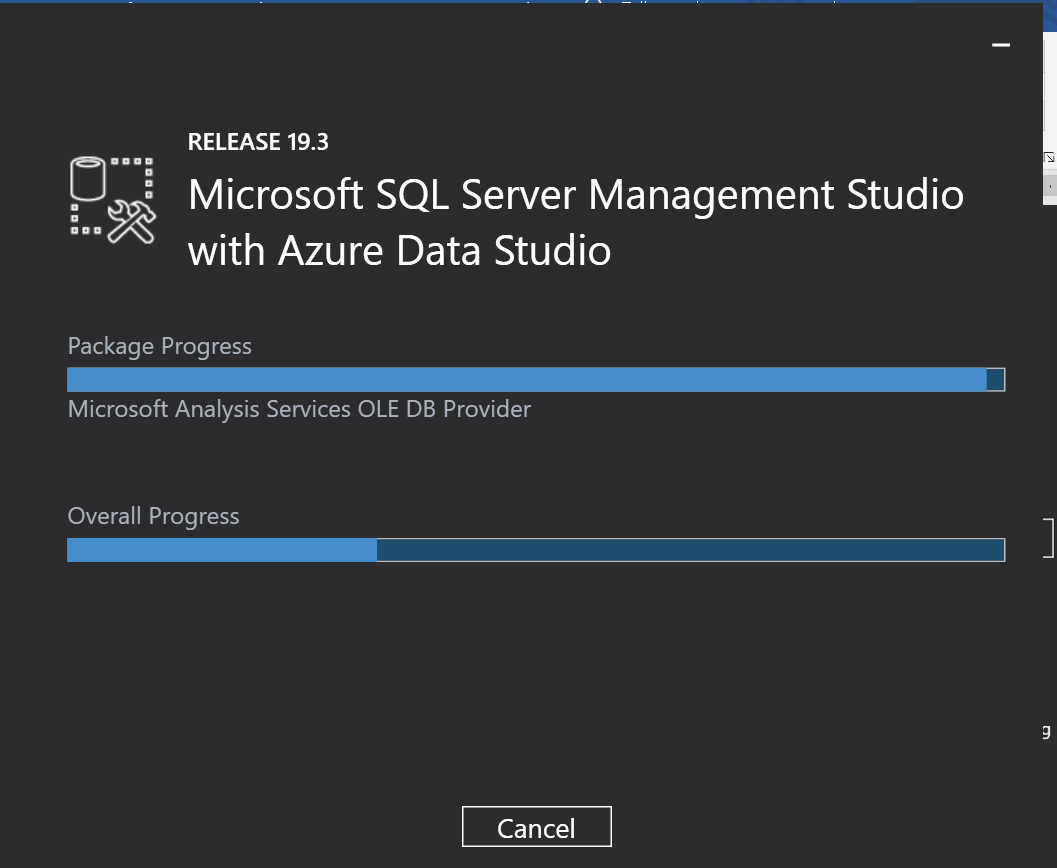 RELEASE 19.3
Microsoft SQL Server Management Studio
with Azure Data Studio
Package Progress
Microsoft Analysis Services OLE DB Provider
Overall Progress
g
Cancel